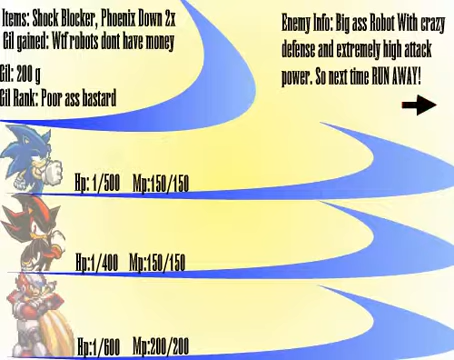 Items: Shock Blocker, Phoenix Down 2x
Gil gained: Wtf robots dont have money
Gil: 200 g
Gil Rank: Poor ass bastard
Enemy Info: Big ass Robot With crazy
defense and extremely high attack
power. So next time RUN AWAY!
Hp: 1/500 Mp:150/150
Hp:1/400 Mp:150/150
Hp:1/600 Mp:200/200